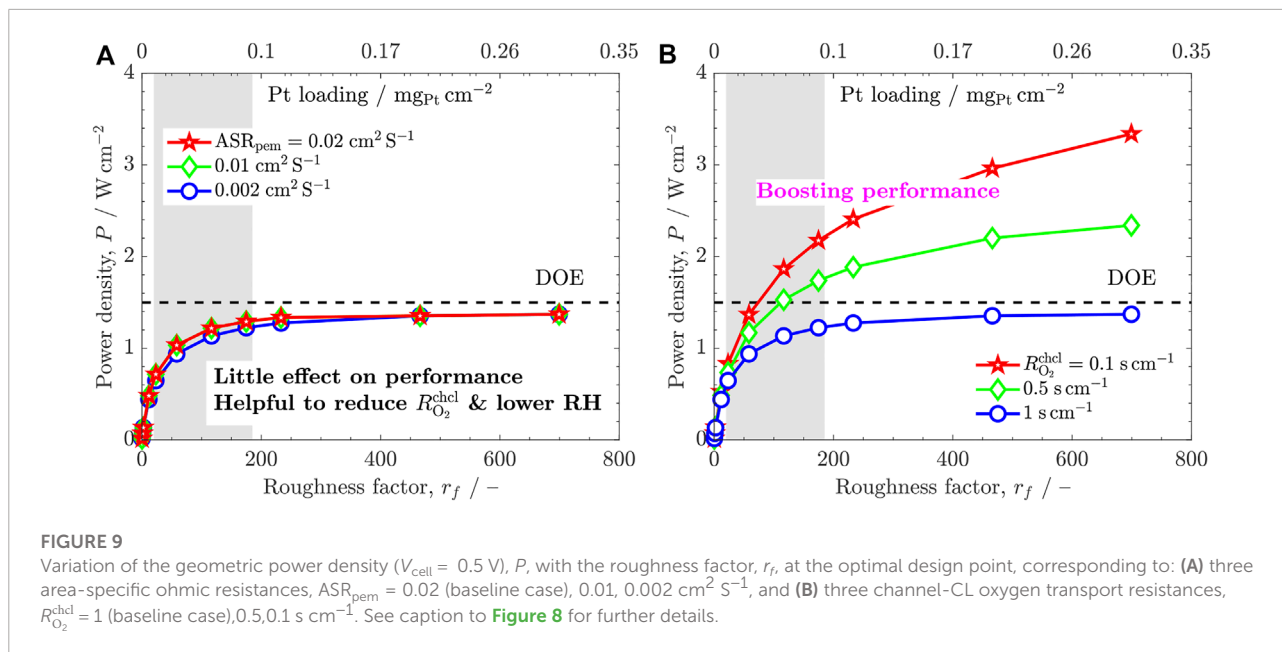 A
0 0.1 0.17 0.26 0.35
Pt loading / mgPt cm−2
4
3
2
1
0
Power density, P / W cm−2
ASRpem = 0.02 cm2 S−1
0.01 cm2 S−1
0.002 cm2 S−1
DOE
Little effect on performance
Helpful to reduce R_O2^chcl & lower RH
0 200 400 600 800
Roughness factor, rf / −
B
0 0.1 0.17 0.26 0.35
Pt loading / mgPt cm−2
4
3
2
1
0
Power density, P / W cm−2
Boosting performance
DOE
R_O2^chcl = 0.1 s cm−1
0.5 s cm−1
1 s cm−1
0 200 400 600 800
Roughness factor, rf / −
FIGURE 9
Variation of the geometric power density (Vcell = 0.5 V), P, with the roughness factor, rf, at the optimal design point, corresponding to: (A) three
area-specific ohmic resistances, ASRpem = 0.02 (baseline case), 0.01, 0.002 cm2 S−1, and (B) three channel-CL oxygen transport resistances,
R_O2^chcl = 1 (baseline case),0.5,0.1 s cm−1. See caption to Figure 8 for further details.